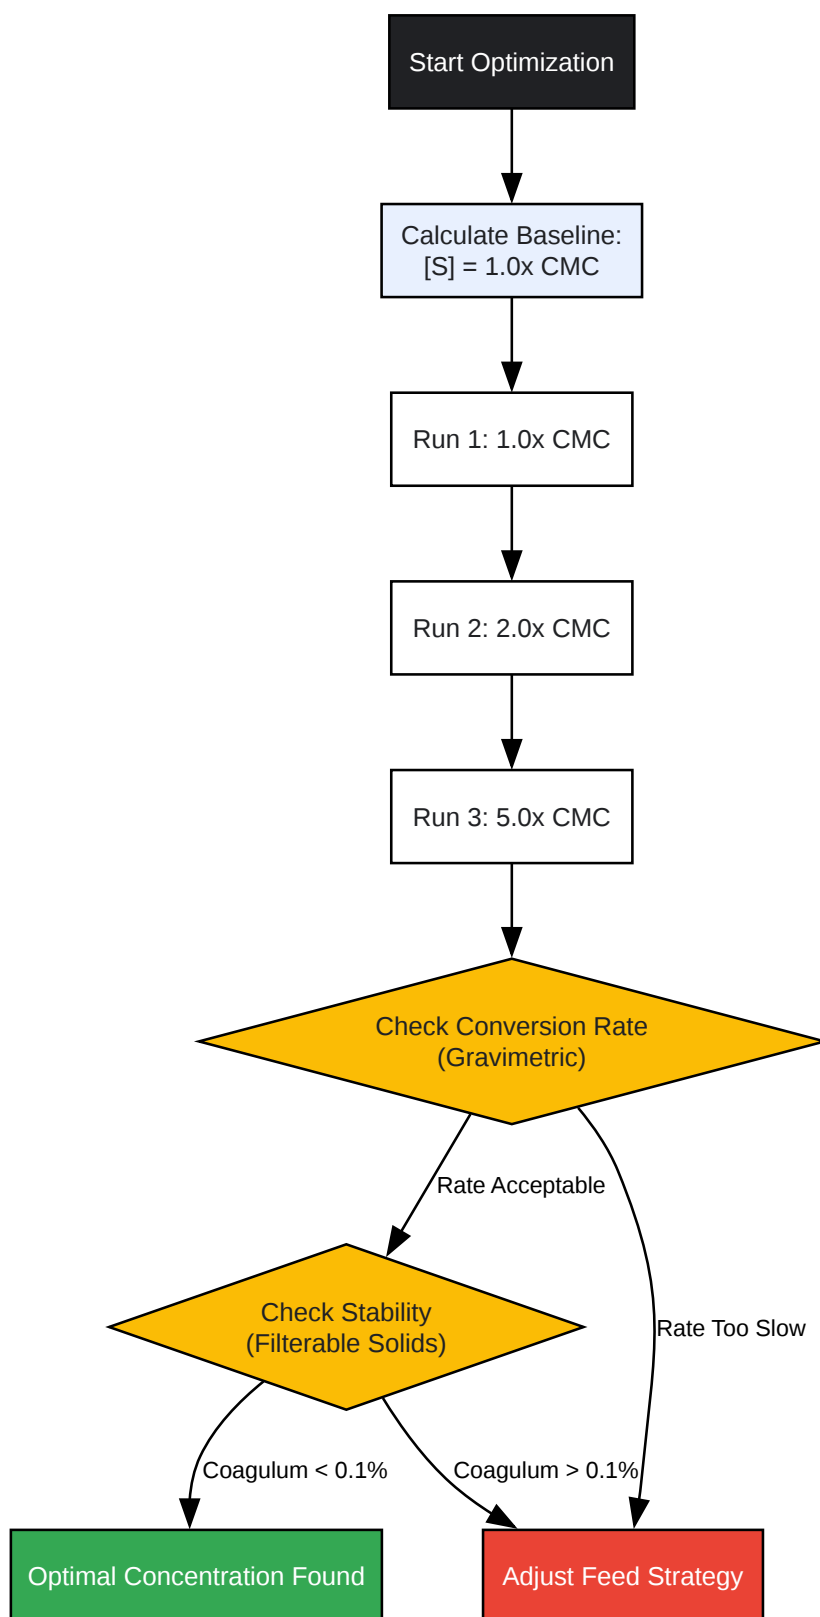 Start Optimization
Calculate Baseline:
[S] = 1.0x CMC
Run 1: 1.0x CMC
Run 2: 2.0x CMC
Run 3: 5.0x CMC
Check Conversion Rate
(Gravimetric)
Rate Acceptable
Check Stability
(Filterable Solids)
Rate Too Slow
Coagulum < 0.1%
Coagulum > 0.1%
Optimal Concentration Found
Adjust Feed Strategy